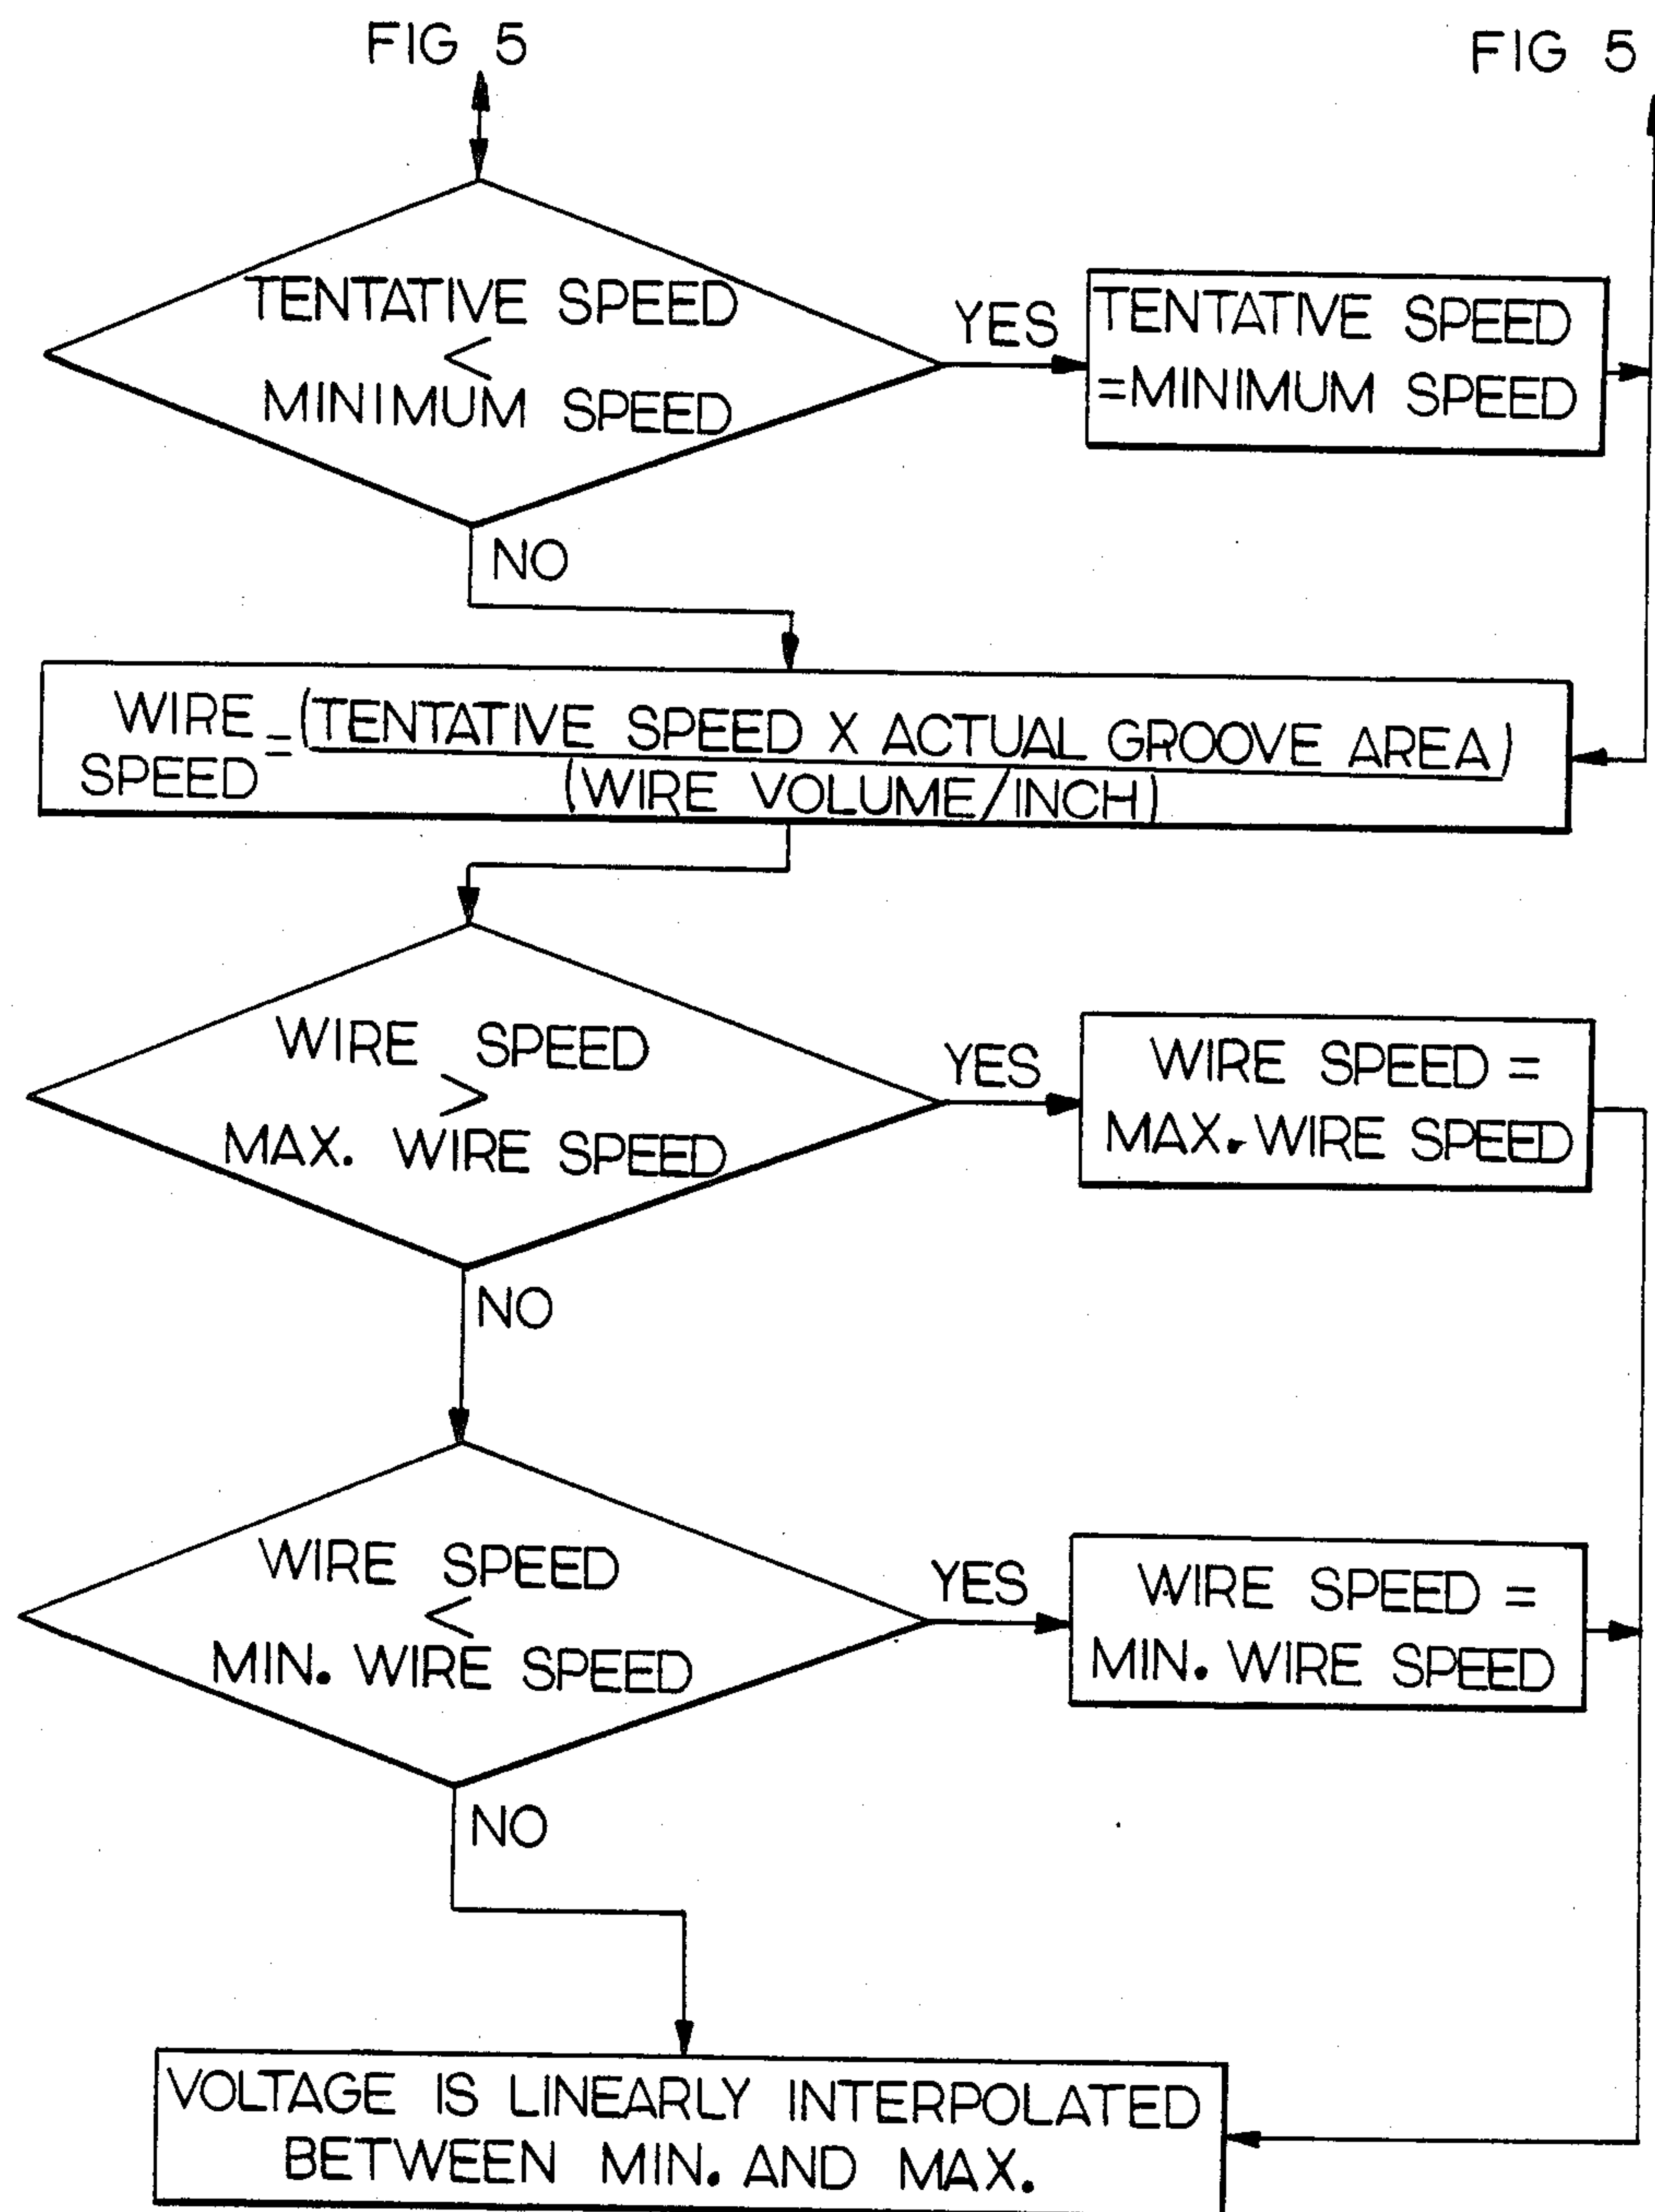 FIG 5
FIG 5
TENTATIVE SPEED
<
MINIMUM SPEED
YES
TENTATIVE SPEED
=MINIMUM SPEED
NO
WIRE SPEED = (TENTATIVE SPEED X ACTUAL GROOVE AREA)
(WIRE VOLUME/INCH)
WIRE SPEED
>
MAX. WIRE SPEED
YES
WIRE SPEED =
MAX. WIRE SPEED
NO
WIRE SPEED
<
MIN. WIRE SPEED
YES
WIRE SPEED =
MIN. WIRE SPEED
NO
VOLTAGE IS LINEARLY INTERPOLATED
BETWEEN MIN. AND MAX.